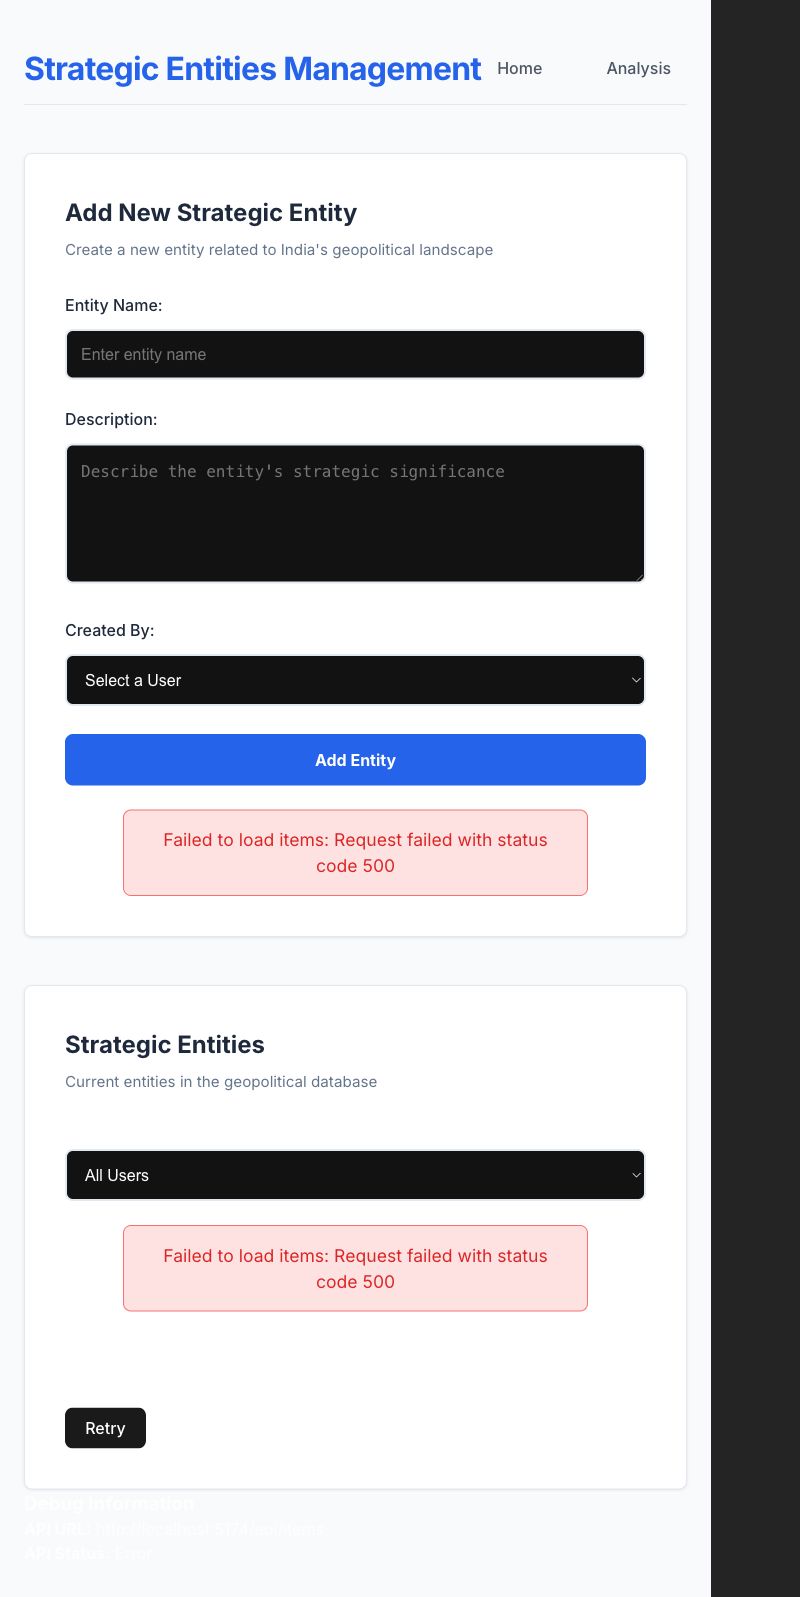 Strategic Entities Management
Home
Analysis
Add New Strategic Entity
Create a new entity related to India's geopolitical landscape
Entity Name:
Enter entity name
Description:
Describe the entity's strategic significance
Created By:
Select a User
Add Entity
Failed to load items: Request failed with status
code 500
Strategic Entities
Current entities in the geopolitical database
All Users
Failed to load items: Request failed with status
code 500
Retry
Debug Information
API URL: http://localhost:5174/api/items
API Status: Error